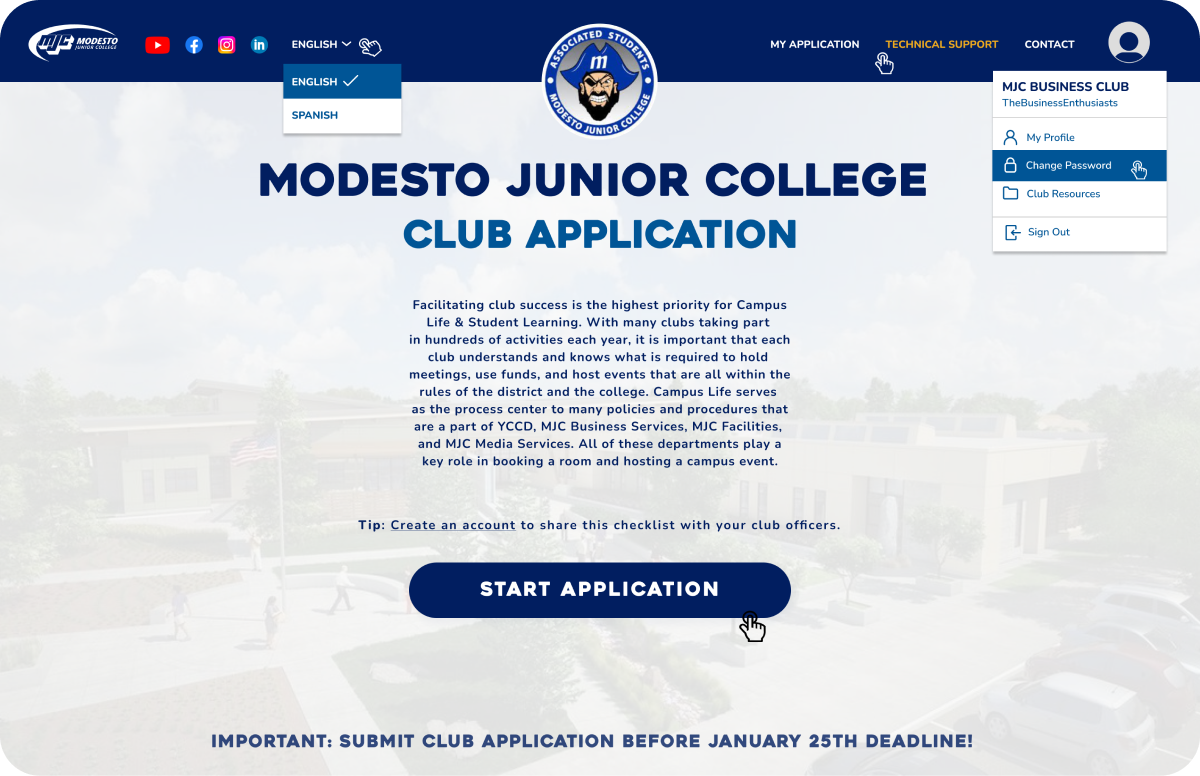 MJC MODESTO
JUNIOR COLLEGE
ENGLISH
ENGLISH
SPANISH
ASSOCIATED STUDENTS
m
MODESTO JUNIOR COLLEGE
MY APPLICATION
TECHNICAL SUPPORT
CONTACT
MJC BUSINESS CLUB
TheBusinessEnthusiasts
My Profile
Change Password
Club Resources
Sign Out
MODESTO JUNIOR COLLEGE
CLUB APPLICATION
Facilitating club success is the highest priority for Campus
Life & Student Learning. With many clubs taking part
in hundreds of activities each year, it is important that each
club understands and knows what is required to hold
meetings, use funds, and host events that are all within the
rules of the district and the college. Campus Life serves
as the process center to many policies and procedures that
are a part of YCCD, MJC Business Services, MJC Facilities,
and MJC Media Services. All of these departments play a
key role in booking a room and hosting a campus event.
Tip: Create an account to share this checklist with your club officers.
START APPLICATION
IMPORTANT: SUBMIT CLUB APPLICATION BEFORE JANUARY 25TH DEADLINE!